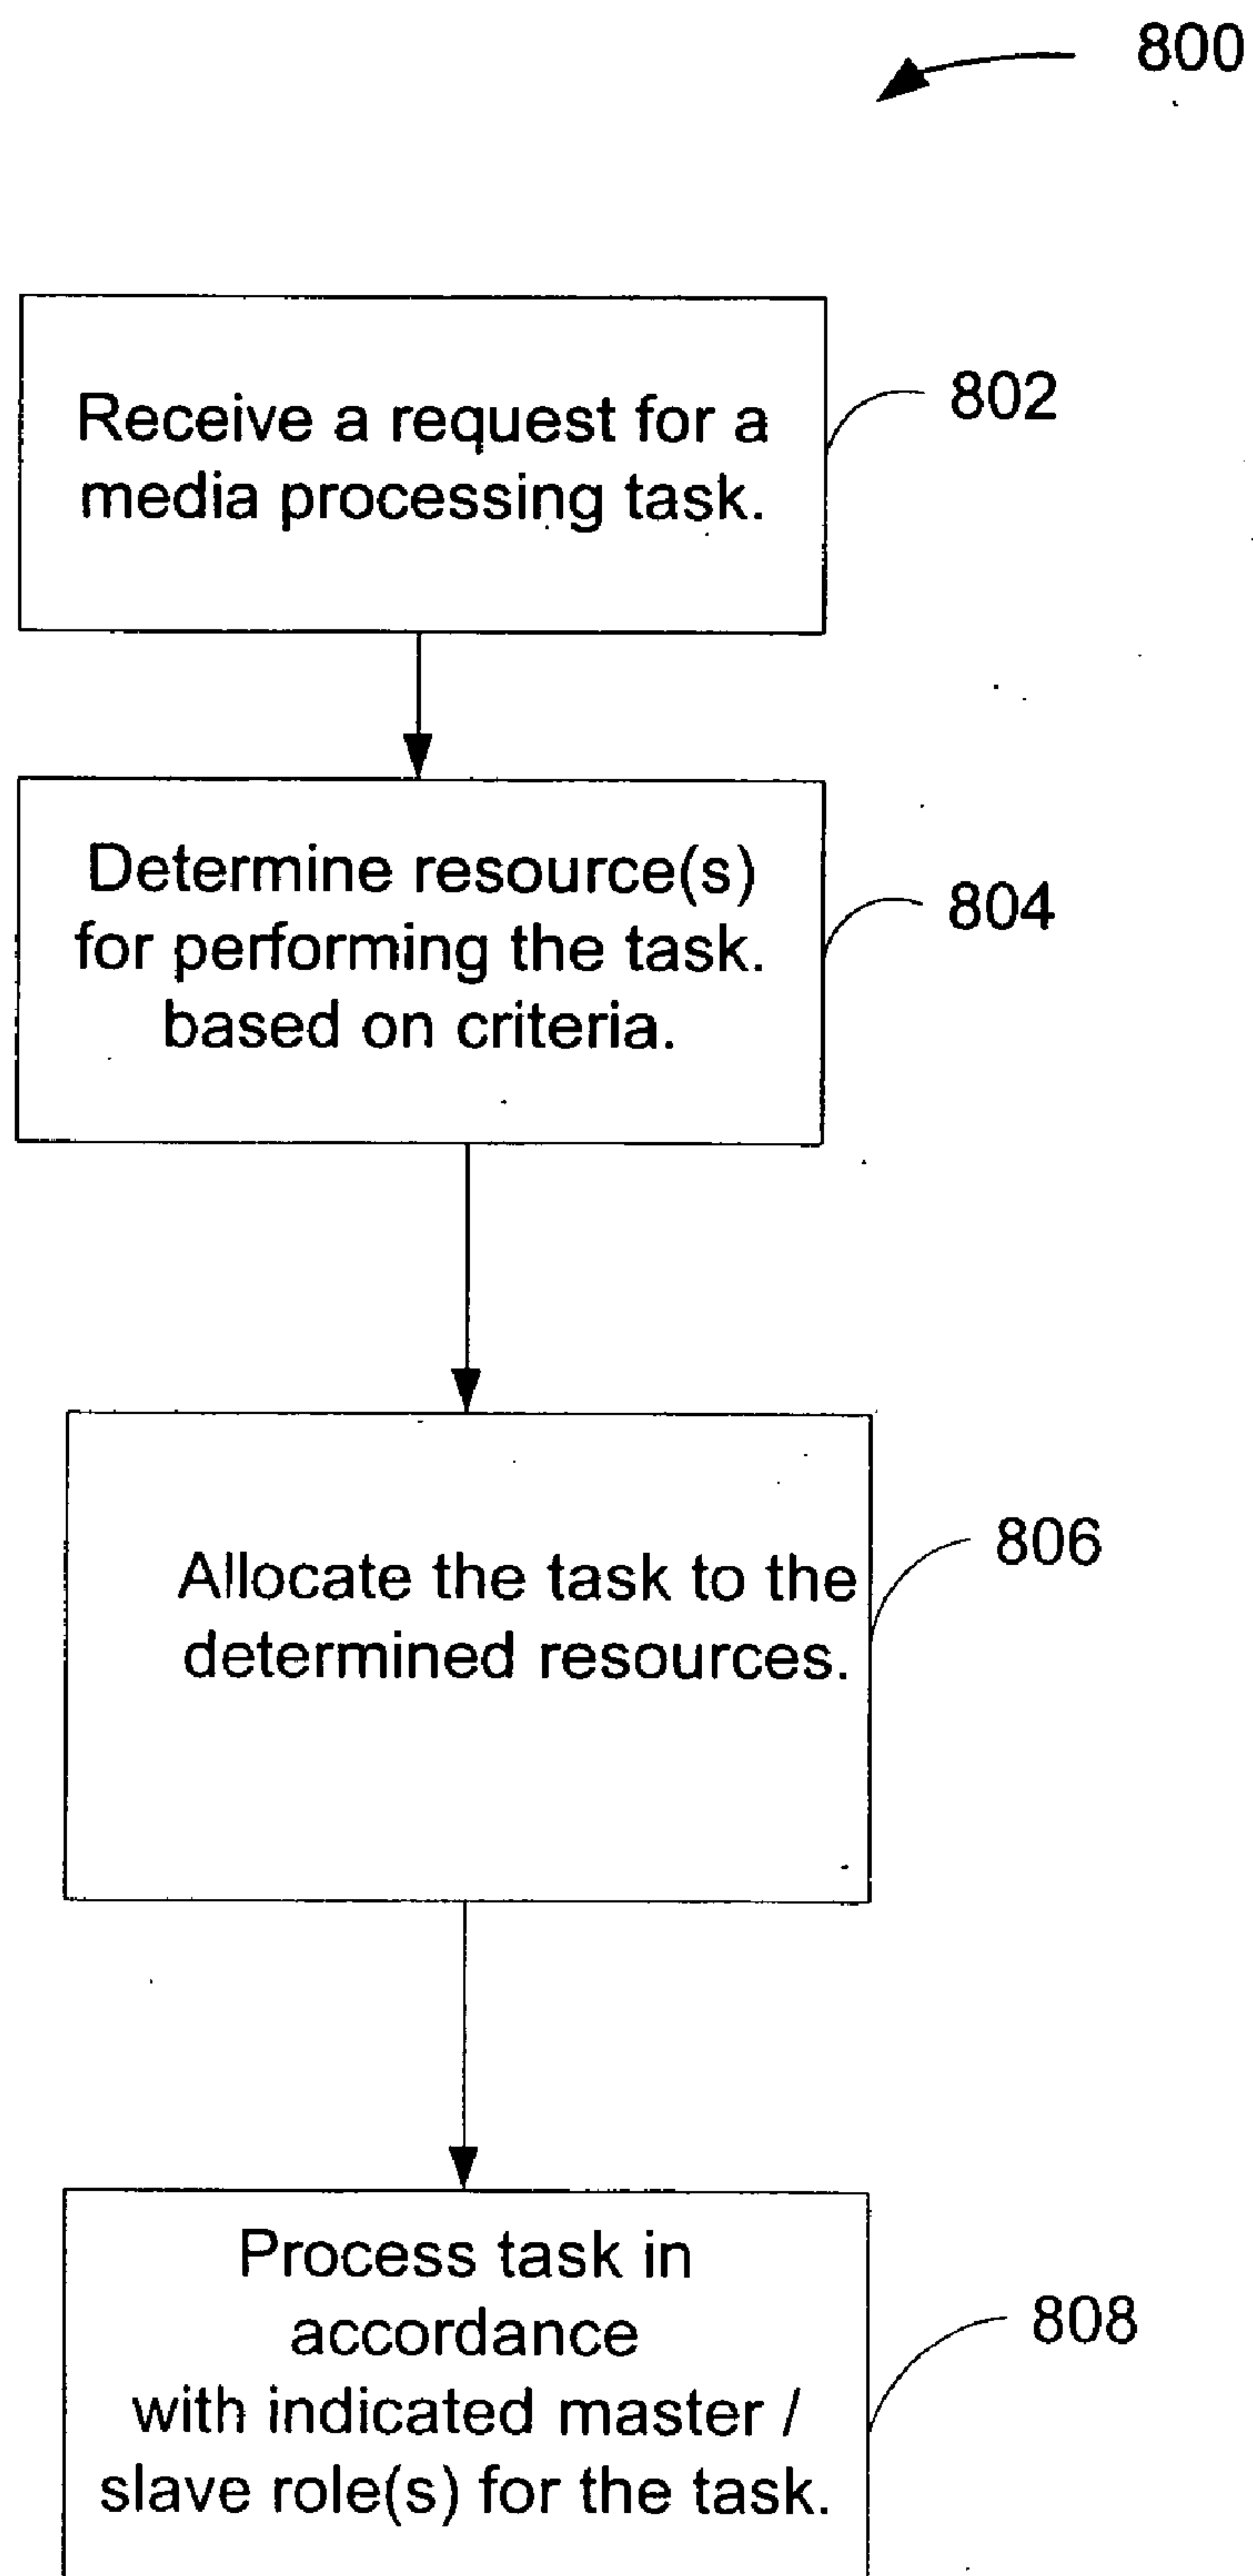 800
Receive a request for a
media processing task.
802
Determine resource(s)
for performing the task.
based on criteria.
804
Allocate the task to the
determined resources.
806
Process task in
accordance
with indicated master /
slave role(s) for the task.
808